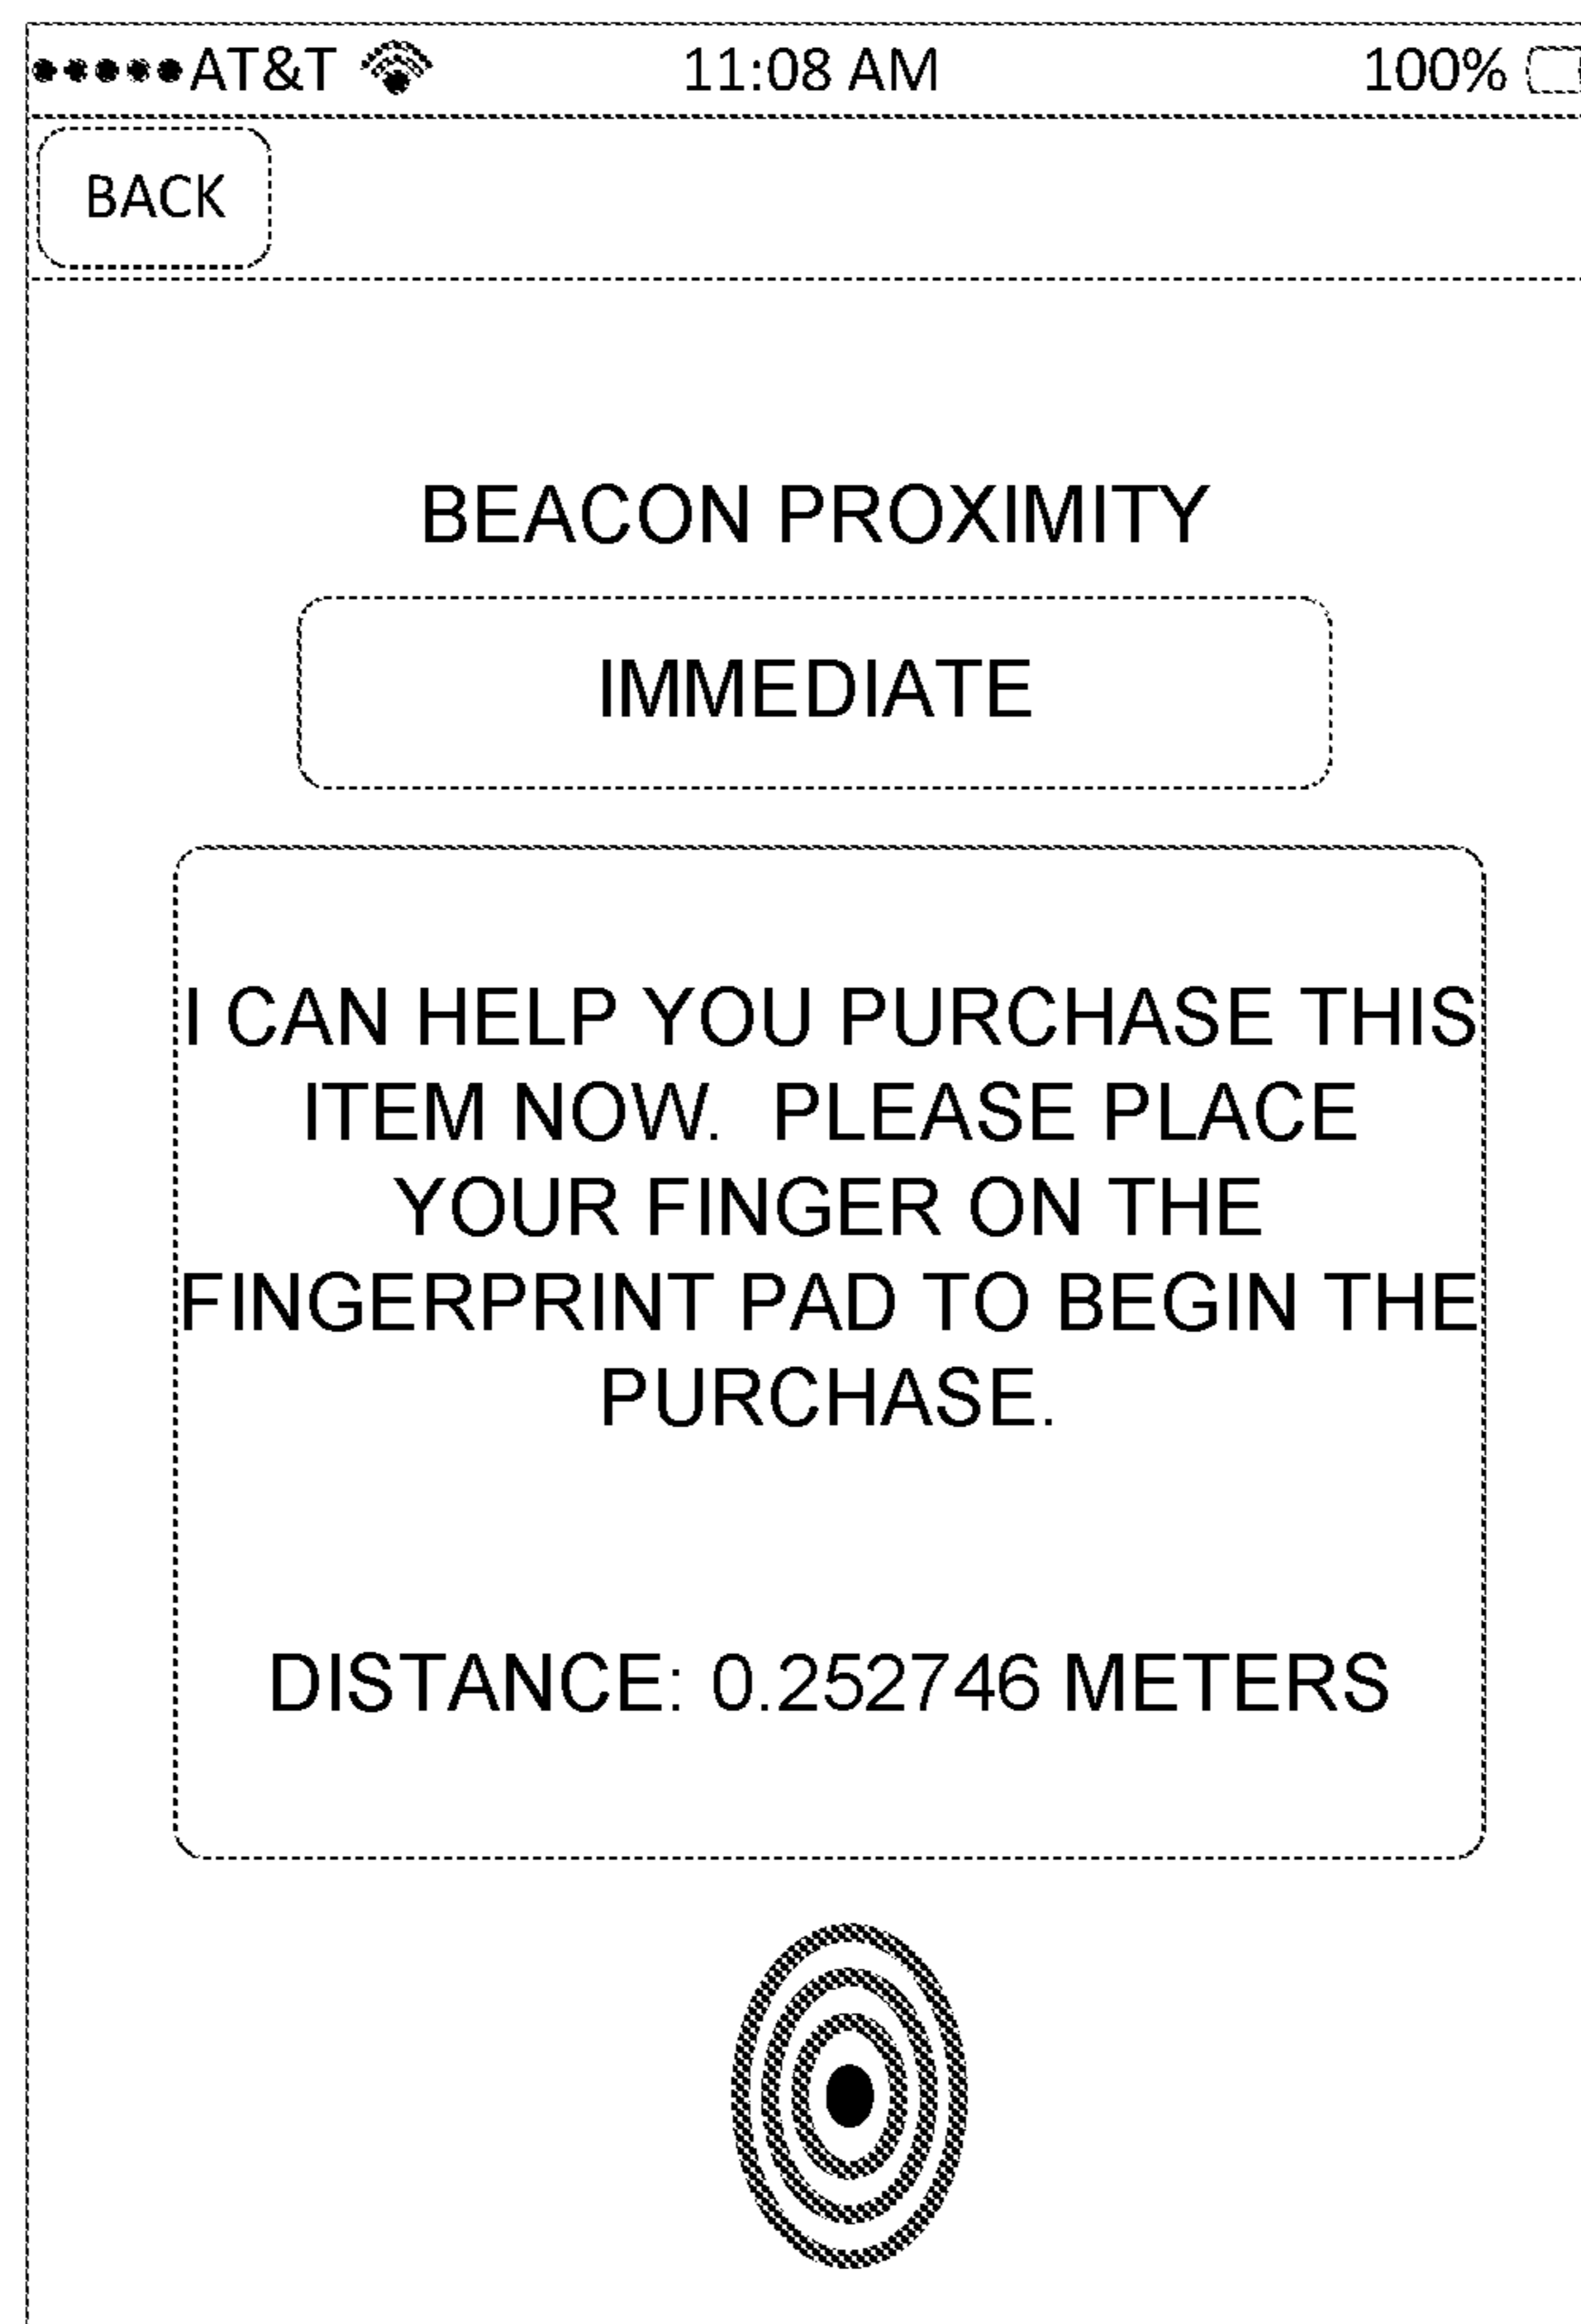 AT&T 11:08 AM 100%
BACK
BEACON PROXIMITY
IMMEDIATE
I CAN HELP YOU PURCHASE THIS
ITEM NOW.  PLEASE PLACE
YOUR FINGER ON THE
FINGERPRINT PAD TO BEGIN THE
PURCHASE.
DISTANCE: 0.252746 METERS